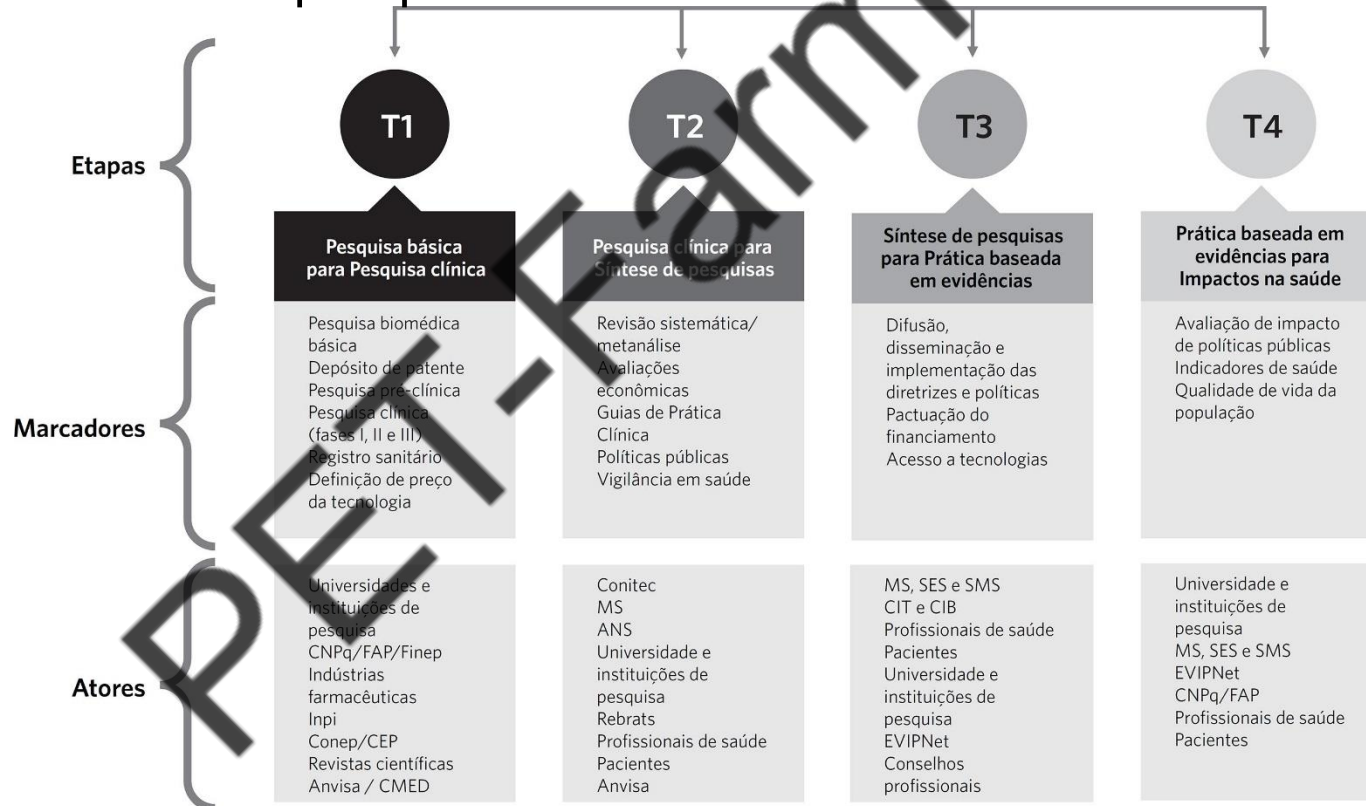 T1
T2
T3
T4
Etapas
Pesquisa básica
para Pesquisa clínica
Pesquisa clínica para
Síntese de pesquisas
Síntese de pesquisas
para Prática baseada
em evidências
Prática baseada em
evidências para
Impactos na saúde
Marcadores
Pesquisa biomédica
básica
Depósito de patente
Pesquisa pré-clínica
Pesquisa clínica
(fases I, II e III)
Registro sanitário
Definição de preço
da tecnologia
Revisão sistemática/
metanálise
Avaliações
econômicas
Guias de Prática
Clínica
Políticas públicas
Vigilância em saúde
Difusão,
disseminação e
implementação das
diretrizes e políticas
Pactuação do
financiamento
Acesso a tecnologias
Avaliação de impacto
de políticas públicas
Indicadores de saúde
Qualidade de vida da
população
Atores
Universidades e
instituições de
pesquisa
CNPq/FAP/Finep
Indústrias
farmacêuticas
Inpi
Conep/CEP
Revistas científicas
Anvisa / CMED
Conitec
MS
ANS
Universidade e
instituições de
pesquisa
Rebrats
Profissionais de saúde
Pacientes
Anvisa
MS, SES e SMS
CIT e CIB
Profissionais de saúde
Pacientes
Universidade e
instituições de
pesquisa
EVIPNet
Conselhos
profissionais
Universidade e
instituições de
pesquisa
MS, SES e SMS
EVIPNet
CNPq/FAP
Profissionais de saúde
Pacientes
PET-Farm